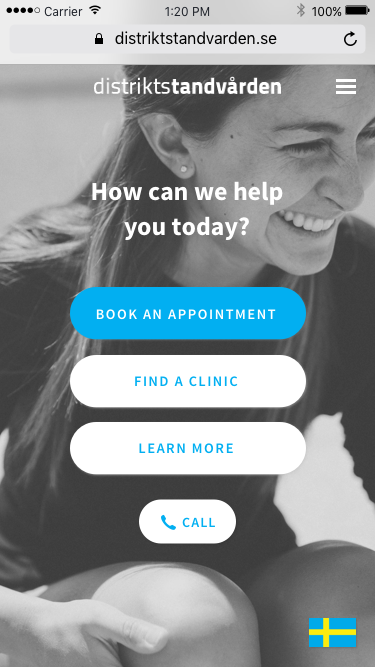 Carrier 1:20 PM 100%
distriktstandvarden.se
distriktstandvården
How can we help
you today?
BOOK AN APPOINTMENT
FIND A CLINIC
LEARN MORE
CALL